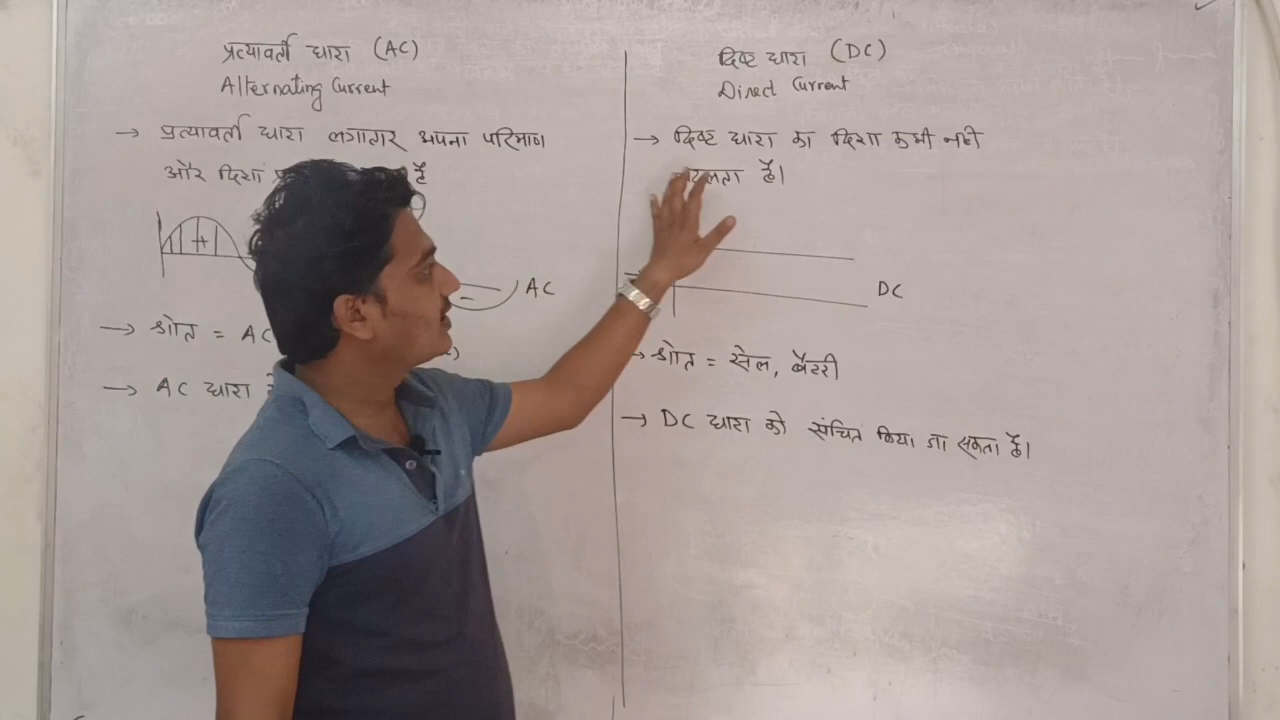 प्रत्यावर्ती धारा (AC)
Alternating Current
→ प्रत्यावर्ती धारा लगातार अपना परिमाण
और दिशा है
+
-
AC
→ श्रोत = AC
→ AC धारा
दिष्ट धारा (DC)
Direct Current
→ दिष्ट धारा का दिशा कभी नही
है।
DC
→ श्रोत = सेल, बैटरी
→ DC धारा को संचित किया जा सकता है।